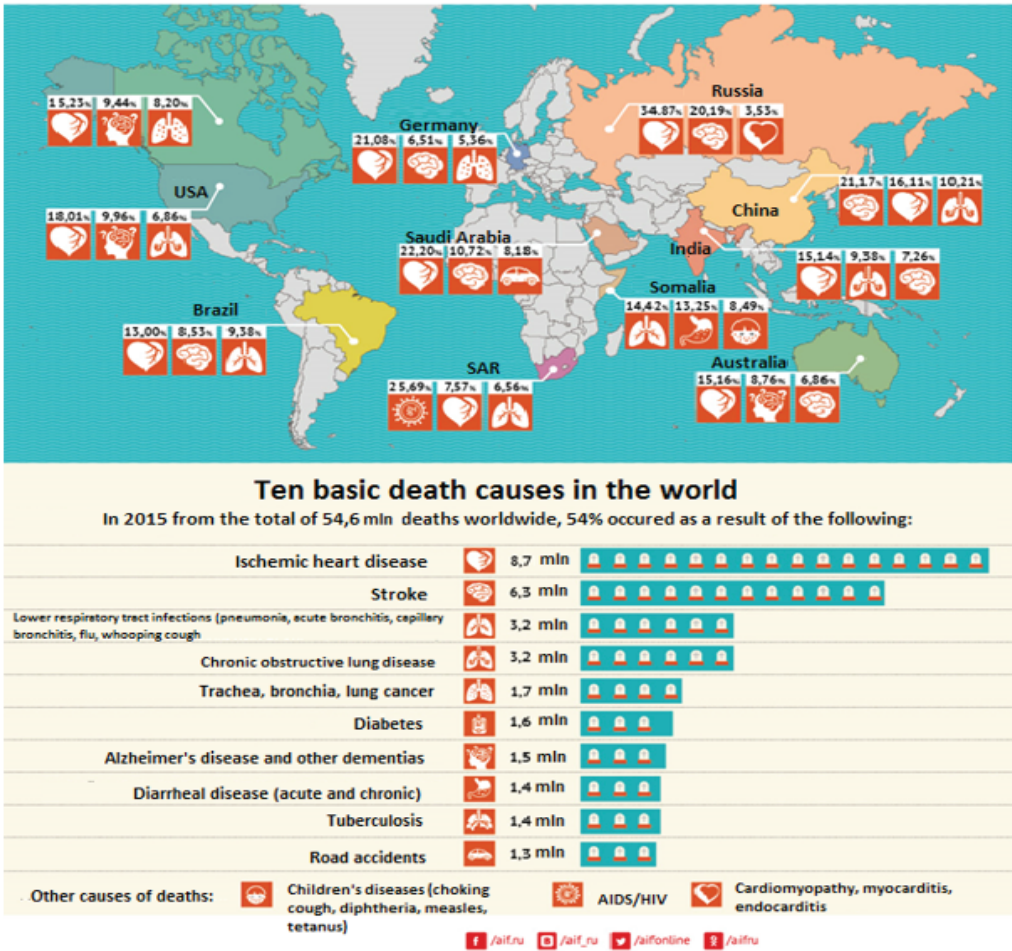 Russia
34.87% 20,19% 3,53%
15,23% 9,44% 8,20%
Germany
21,08% 6,51% 5,36%
USA
18,01% 9,96% 6,86%
China
21,17% 16,11% 10,21%
Saudi Arabia
22,20% 10,72% 8,18%
India
15,14% 9,38% 7,26%
Somalia
14,42% 13,25% 8,49%
Brazil
13,00% 8,53% 9,38%
SAR
25,69% 7,57% 6,56%
Australia
15,16% 8,76% 6,86%
Ten basic death causes in the world
In 2015 from the total of 54,6 mln deaths worldwide, 54% occured as a result of the following:
Ischemic heart disease 8,7 mln
Stroke 6,3 mln
Lower respiratory tract infections (pneumonia, acute bronchitis, capillary
bronchitis, flu, whooping cough 3,2 mln
Chronic obstructive lung disease 3,2 mln
Trachea, bronchia, lung cancer 1,7 mln
Diabetes 1,6 mln
Alzheimer's disease and other dementias 1,5 mln
Diarrheal disease (acute and chronic) 1,4 mln
Tuberculosis 1,4 mln
Road accidents 1,3 mln
Other causes of deaths:
Children's diseases (choking
cough, diphtheria, measles,
tetanus)
AIDS/HIV
Cardiomyopathy, myocarditis,
endocarditis
/aif.ru /aif_ru /aifonline /aifru